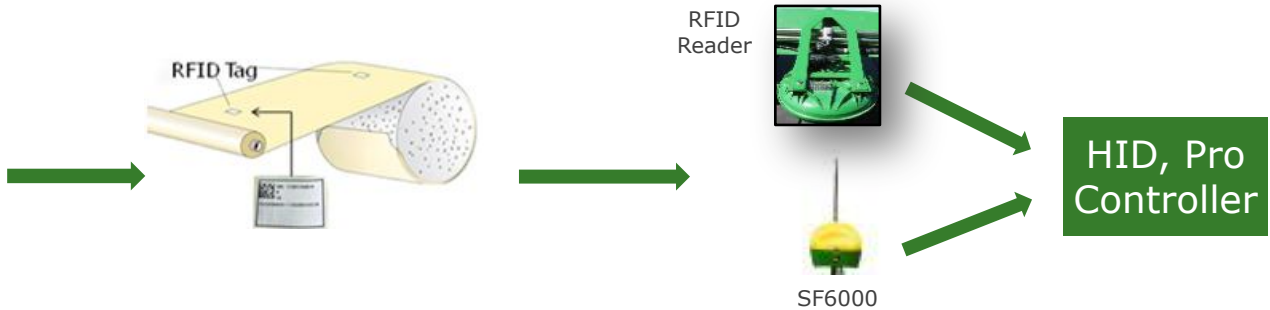 RFID Tag
RFID
Reader
SF6000
HID, Pro
Controller